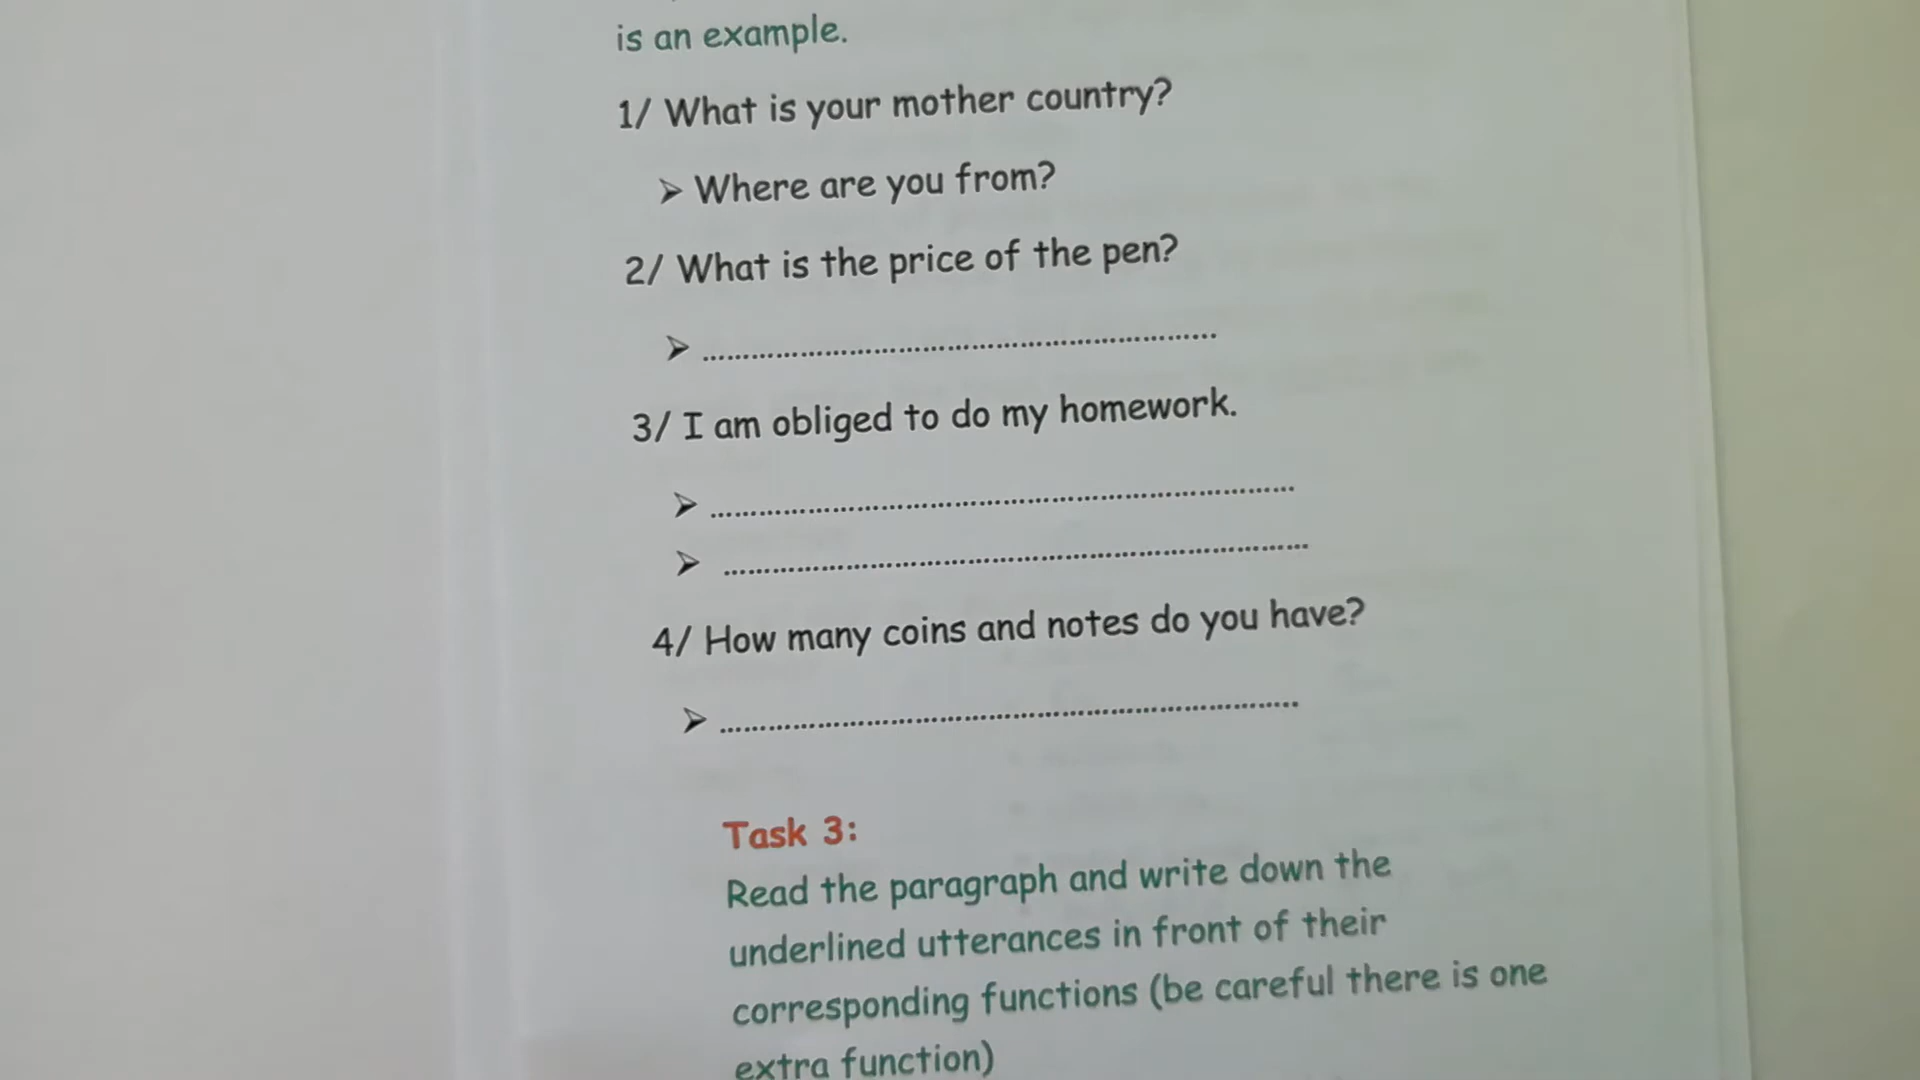 is an example.
1/ What is your mother country?
➢ Where are you from?
2/ What is the price of the pen?
➢ ................................................................
3/ I am obliged to do my homework.
➢ ........................................................................
➢ ........................................................................
4/ How many coins and notes do you have?
➢ ........................................................................
Task 3:
Read the paragraph and write down the
underlined utterances in front of their
corresponding functions (be careful there is one
extra function)